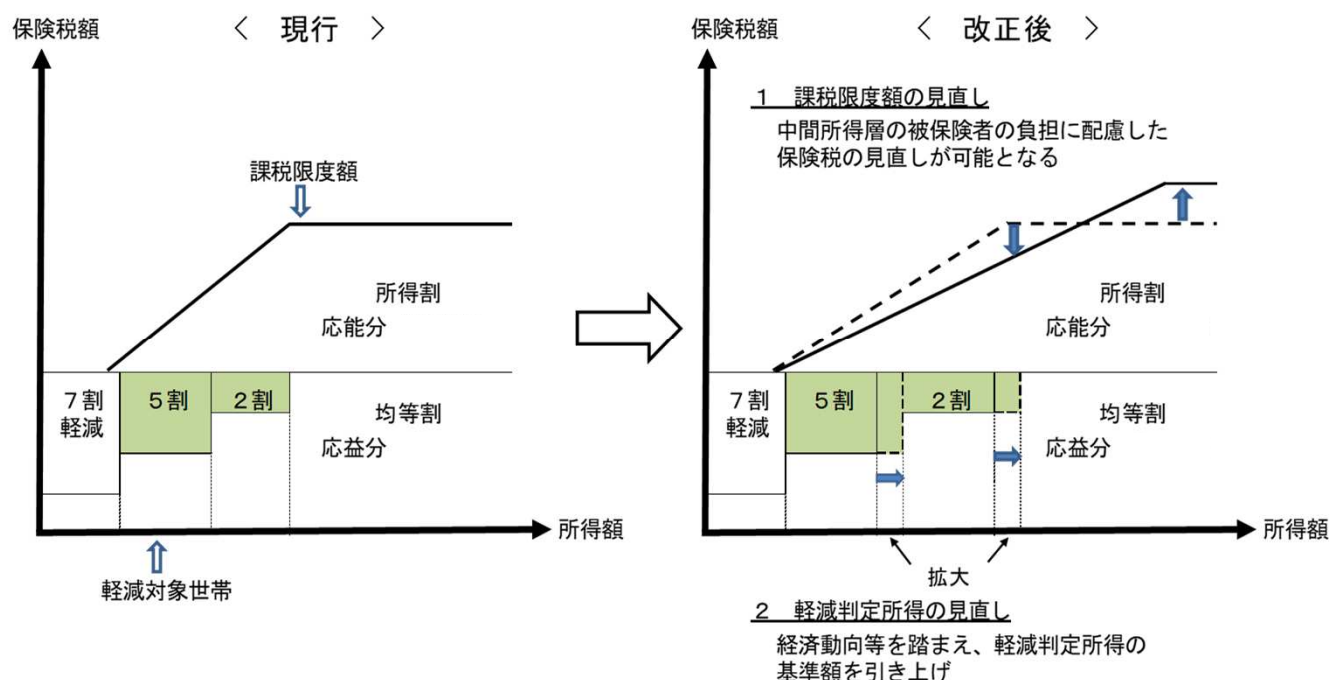 保険税額
〈 現行 〉
課税限度額
所得割
応能分
7割
軽減
5割
2割
均等割
応益分
所得額
軽減対象世帯
保険税額
〈 改正後 〉
1 課税限度額の見直し
中間所得層の被保険者の負担に配慮した
保険税の見直しが可能となる
所得割
応能分
7割
軽減
5割
2割
均等割
応益分
所得額
拡大
2 軽減判定所得の見直し
経済動向等を踏まえ、軽減判定所得の
基準額を引き上げ